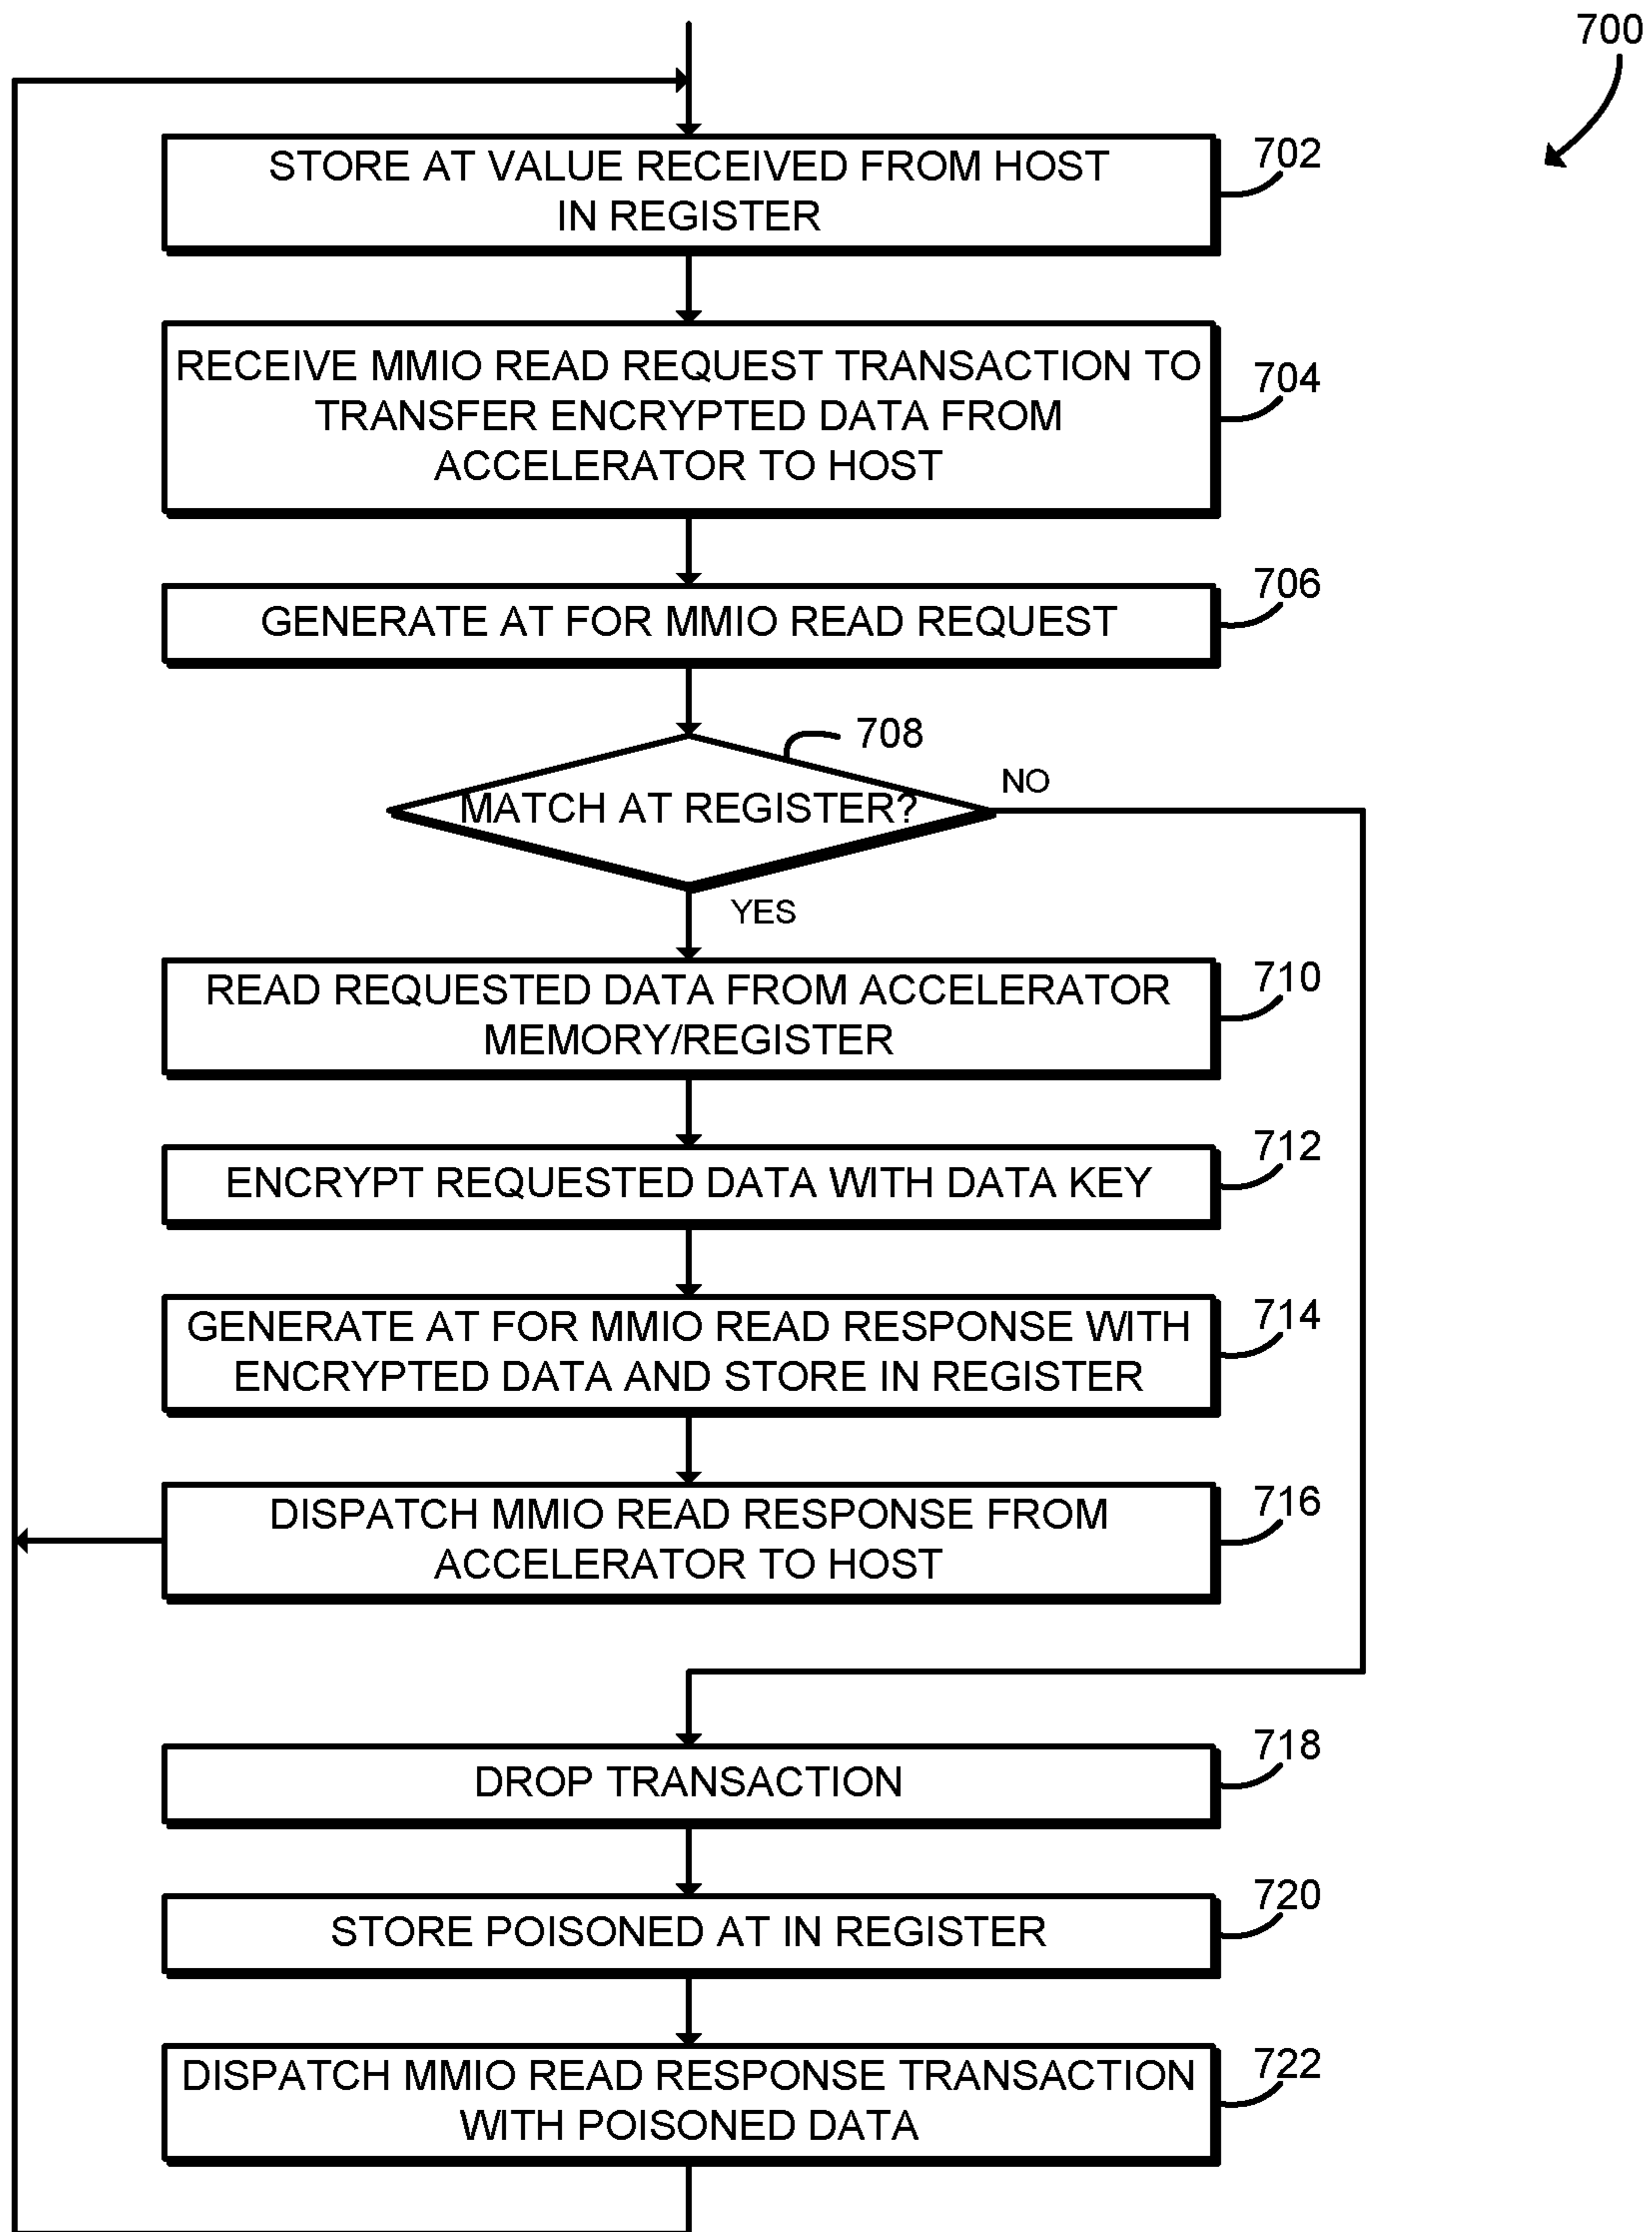 700
STORE AT VALUE RECEIVED FROM HOST
IN REGISTER
702
RECEIVE MMIO READ REQUEST TRANSACTION TO
TRANSFER ENCRYPTED DATA FROM
ACCELERATOR TO HOST
704
GENERATE AT FOR MMIO READ REQUEST
706
708
MATCH AT REGISTER?
NO
YES
READ REQUESTED DATA FROM ACCELERATOR
MEMORY/REGISTER
710
ENCRYPT REQUESTED DATA WITH DATA KEY
712
GENERATE AT FOR MMIO READ RESPONSE WITH
ENCRYPTED DATA AND STORE IN REGISTER
714
DISPATCH MMIO READ RESPONSE FROM
ACCELERATOR TO HOST
716
DROP TRANSACTION
718
STORE POISONED AT IN REGISTER
720
DISPATCH MMIO READ RESPONSE TRANSACTION
WITH POISONED DATA
722